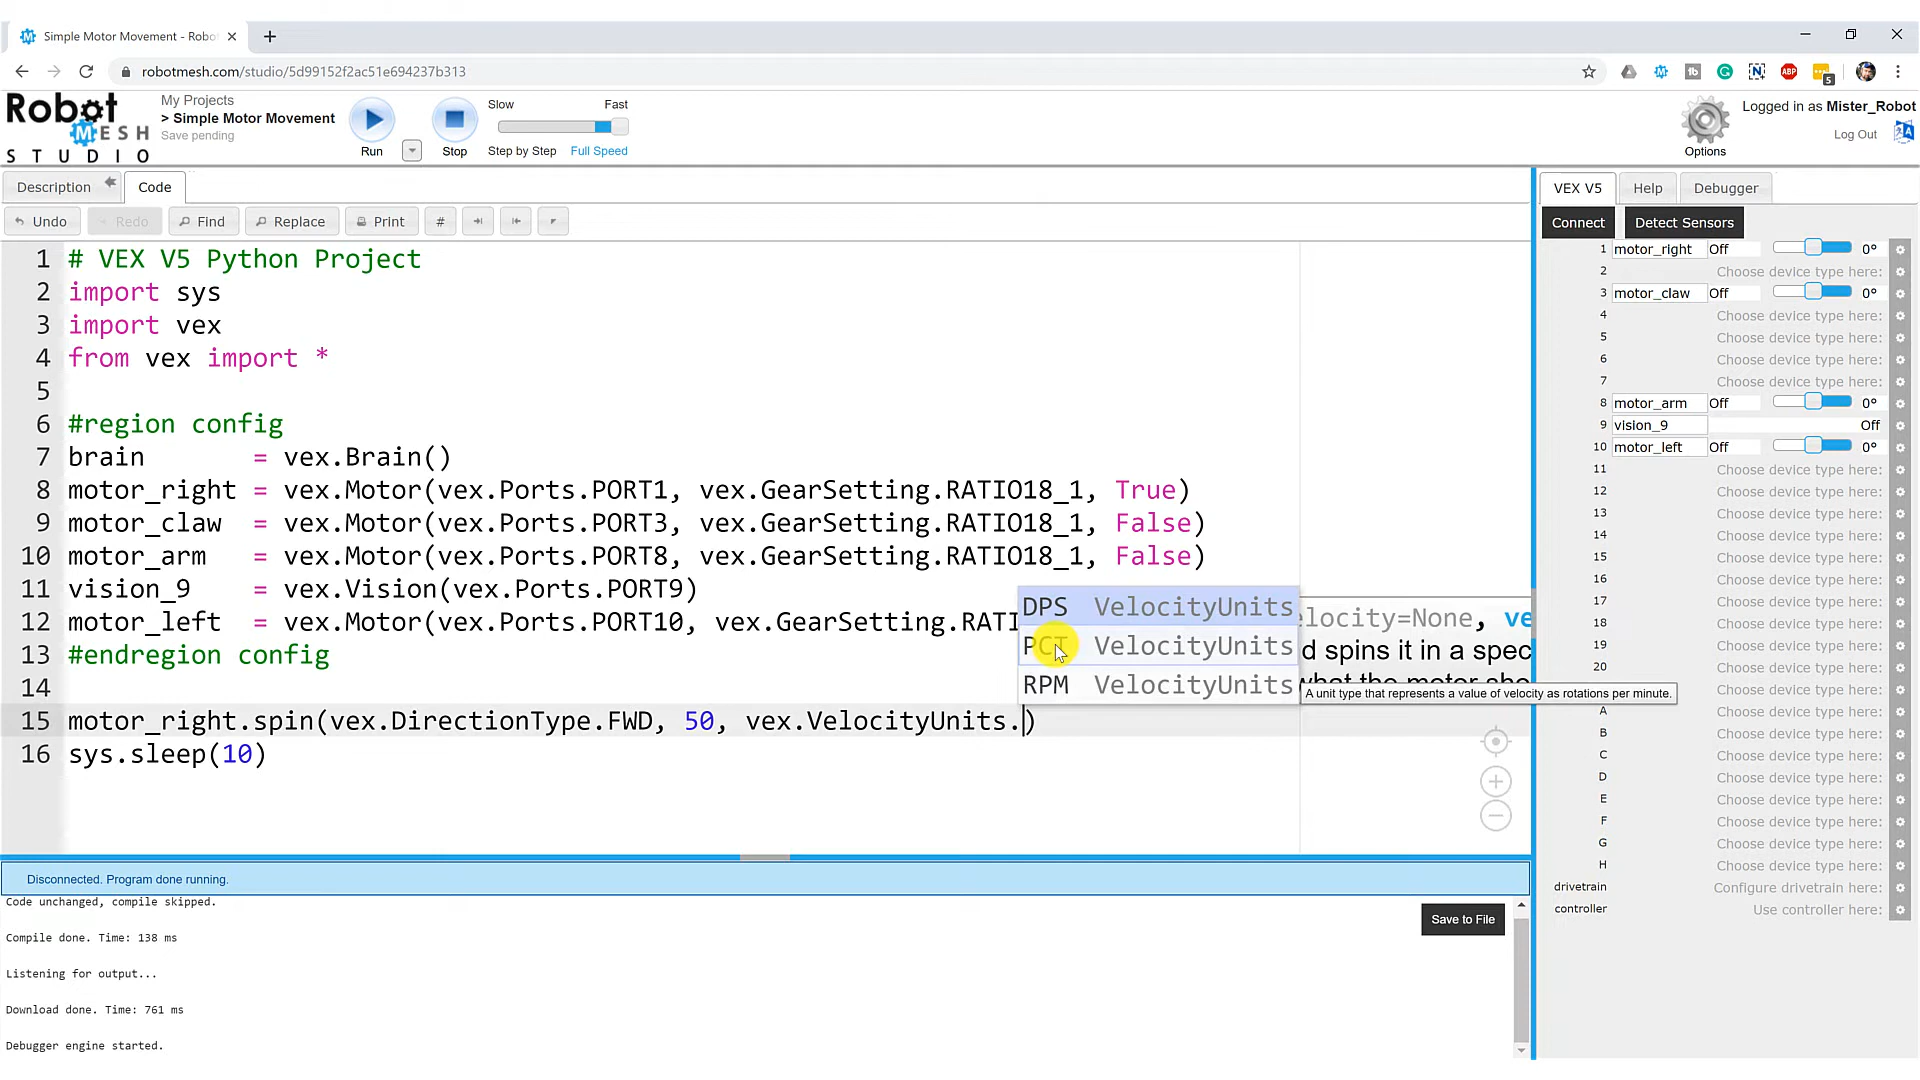 Simple Motor Movement - Robo
robotmesh.com/studio/5d99152f2ac51e694237b313
5
Robot
MESH
STUDIO
My Projects
> Simple Motor Movement
Save pending
Run
Stop
Slow Fast
Step by Step Full Speed
Options
Logged in as Mister_Robot
Log Out
Description
Code
Undo Redo Find Replace Print #
1 # VEX V5 Python Project
2 import sys
3 import vex
4 from vex import *
5
6 #region config
7 brain = vex.Brain()
8 motor_right = vex.Motor(vex.Ports.PORT1, vex.GearSetting.RATIO18_1, True)
9 motor_claw = vex.Motor(vex.Ports.PORT3, vex.GearSetting.RATIO18_1, False)
10 motor_arm = vex.Motor(vex.Ports.PORT8, vex.GearSetting.RATIO18_1, False)
11 vision_9 = vex.Vision(vex.Ports.PORT9)
12 motor_left = vex.Motor(vex.Ports.PORT10, vex.GearSetting.RATI
13 #endregion config
14
15 motor_right.spin(vex.DirectionType.FWD, 50, vex.VelocityUnits.)
16 sys.sleep(10)
DPS VelocityUnits
PCT VelocityUnits
RPM VelocityUnits
locity=None, ve
d spins it in a spec
A unit type that represents a value of velocity as rotations per minute.
Disconnected. Program done running.
Code unchanged, compile skipped.
Compile done. Time: 138 ms
Listening for output...
Download done. Time: 761 ms
Debugger engine started.
Save to File
VEX V5 Help Debugger
Connect Detect Sensors
1 motor_right Off 0°
2 Choose device type here:
3 motor_claw Off 0°
4 Choose device type here:
5 Choose device type here:
6 Choose device type here:
7 Choose device type here:
8 motor_arm Off 0°
9 vision_9 Off
10 motor_left Off 0°
11 Choose device type here:
12 Choose device type here:
13 Choose device type here:
14 Choose device type here:
15 Choose device type here:
16 Choose device type here:
17 Choose device type here:
18 Choose device type here:
19 Choose device type here:
20 Choose device type here:
A Choose device type here:
B Choose device type here:
C Choose device type here:
D Choose device type here:
E Choose device type here:
F Choose device type here:
G Choose device type here:
H Choose device type here:
drivetrain Configure drivetrain here:
controller Use controller here: